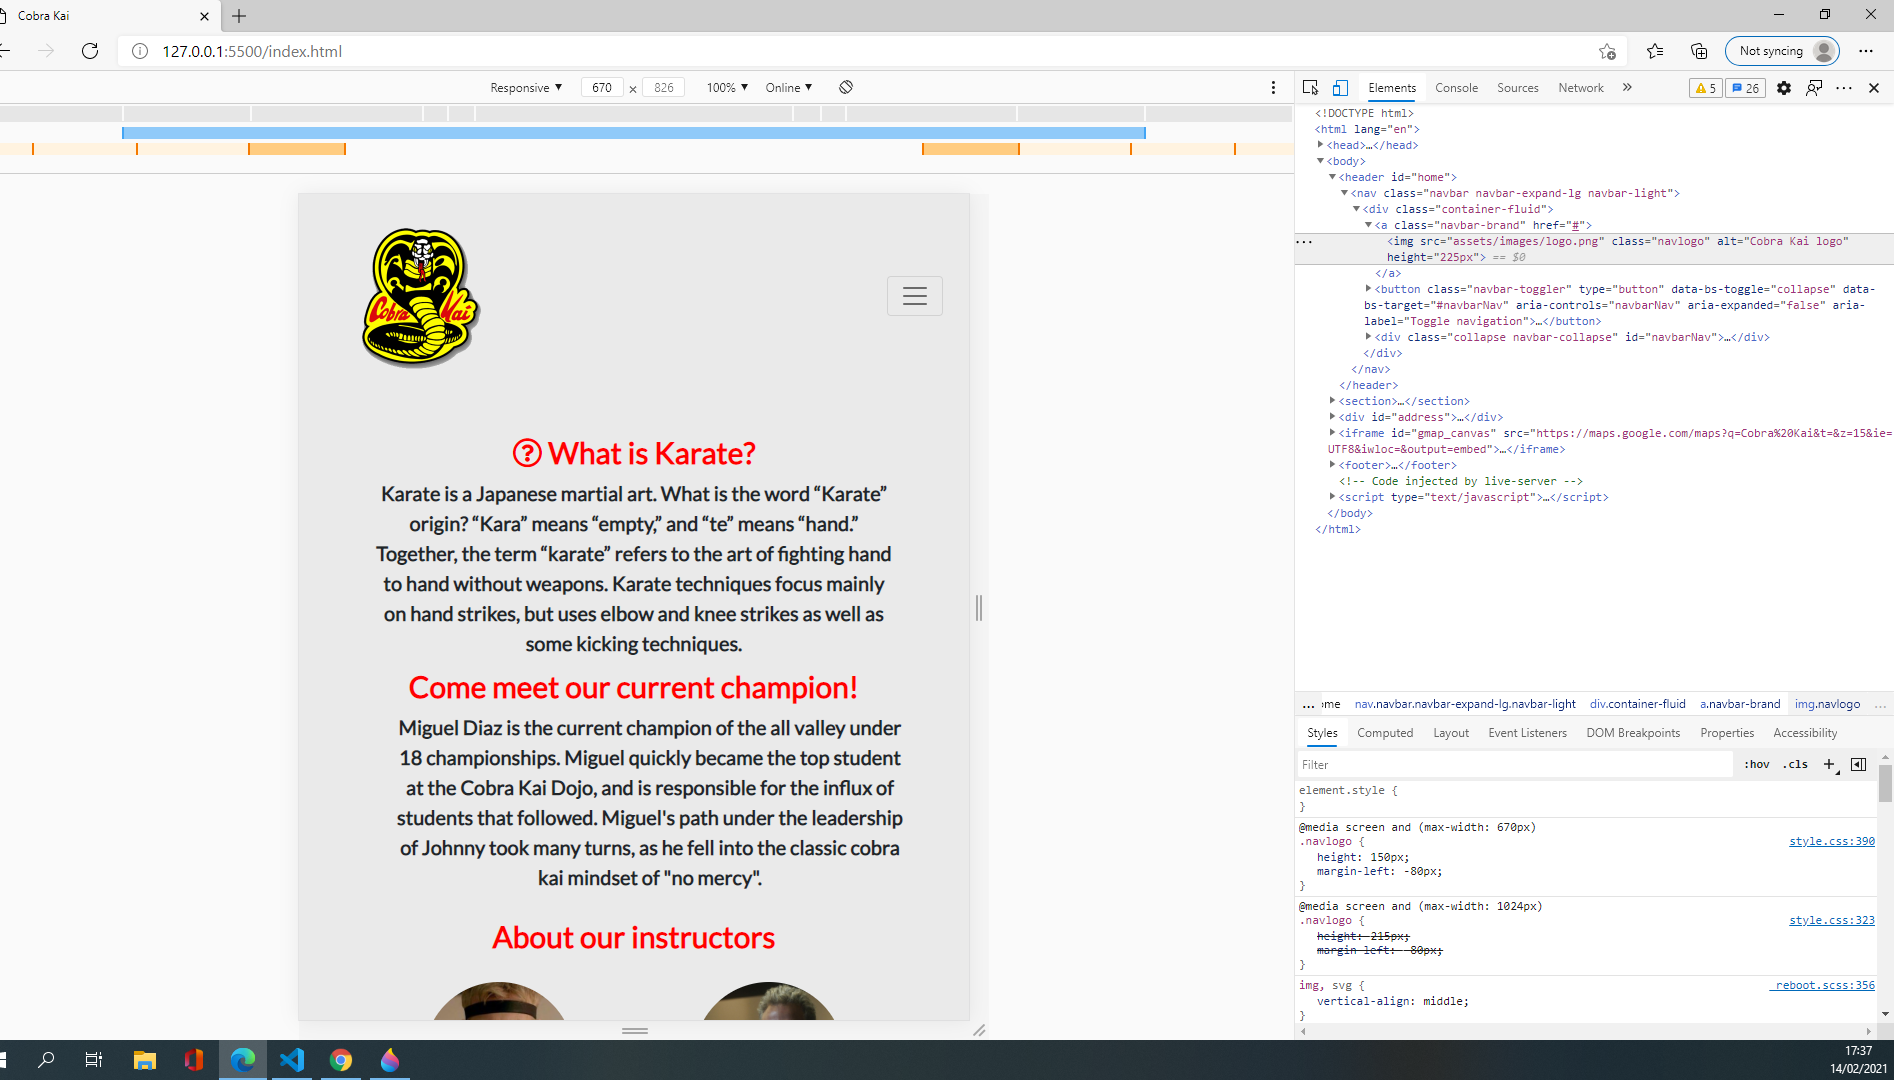 Cobra Kai
127.0.0.1:5500/index.html
Not syncing
Responsive ▼ 670 × 826 100% ▼ Online ▼
Elements Console Sources Network » 5 26
<!DOCTYPE html>
<html lang="en">
<head>…</head>
<body>
<header id="home">
<nav class="navbar navbar-expand-lg navbar-light">
<div class="container-fluid">
<a class="navbar-brand" href="#">
<img src="assets/images/logo.png" class="navlogo" alt="Cobra Kai logo"
height="225px"> == $0
</a>
<button class="navbar-toggler" type="button" data-bs-toggle="collapse" data-
bs-target="#navbarNav" aria-controls="navbarNav" aria-expanded="false" aria-
label="Toggle navigation">…</button>
<div class="collapse navbar-collapse" id="navbarNav">…</div>
</div>
</nav>
</header>
<section>…</section>
<div id="address">…</div>
<iframe id="gmap_canvas" src="https://maps.google.com/maps?q=Cobra%20Kai&t=&z=15&ie=
UTF8&iwloc=&output=embed">…</iframe>
<footer>…</footer>
<!-- Code injected by live-server -->
<script type="text/javascript">…</script>
</body>
</html>
Cobra Kai
What is Karate?
Karate is a Japanese martial art. What is the word “Karate”
origin? “Kara” means “empty,” and “te” means “hand.”
Together, the term “karate” refers to the art of fighting hand
to hand without weapons. Karate techniques focus mainly
on hand strikes, but uses elbow and knee strikes as well as
some kicking techniques.
Come meet our current champion!
Miguel Diaz is the current champion of the all valley under
18 championships. Miguel quickly became the top student
at the Cobra Kai Dojo, and is responsible for the influx of
students that followed. Miguel's path under the leadership
of Johnny took many turns, as he fell into the classic cobra
kai mindset of "no mercy".
About our instructors
... ome nav.navbar.navbar-expand-lg.navbar-light div.container-fluid a.navbar-brand img.navlogo ...
Styles Computed Layout Event Listeners DOM Breakpoints Properties Accessibility
Filter :hov .cls +
element.style {
}
@media screen and (max-width: 670px)
.navlogo { style.css:390
height: 150px;
margin-left: -80px;
}
@media screen and (max-width: 1024px)
.navlogo { style.css:323
height: 215px;
margin-left: -80px;
}
img, svg { _reboot.scss:356
vertical-align: middle;
}
17:37
14/02/2021